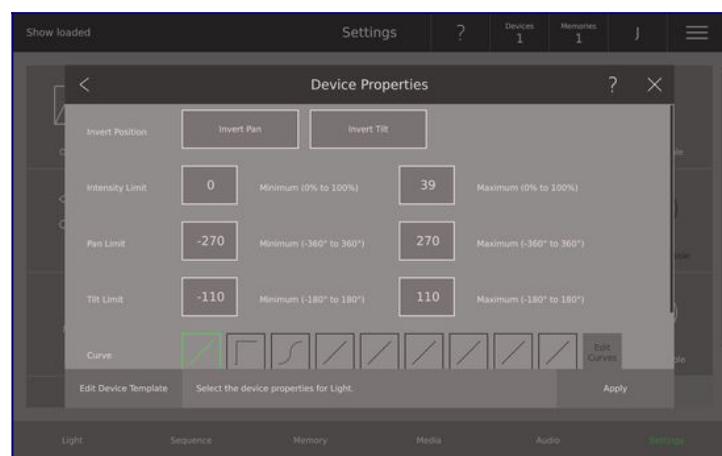 Show loaded
Settings
?
Devices
1
Memories
1
J
Device Properties
?
Invert Position
Invert Pan
Invert Tilt
Intensity Limit
0
Minimum (0% to 100%)
39
Maximum (0% to 100%)
Pan Limit
-270
Minimum (-360° to 360°)
270
Maximum (-360° to 360°)
Tilt Limit
-110
Minimum (-180° to 180°)
110
Maximum (-180° to 180°)
Curve
Edit
Curves
Edit Device Template
Select the device properties for Light.
Apply
Light
Sequence
Memory
Media
Audio
Settings